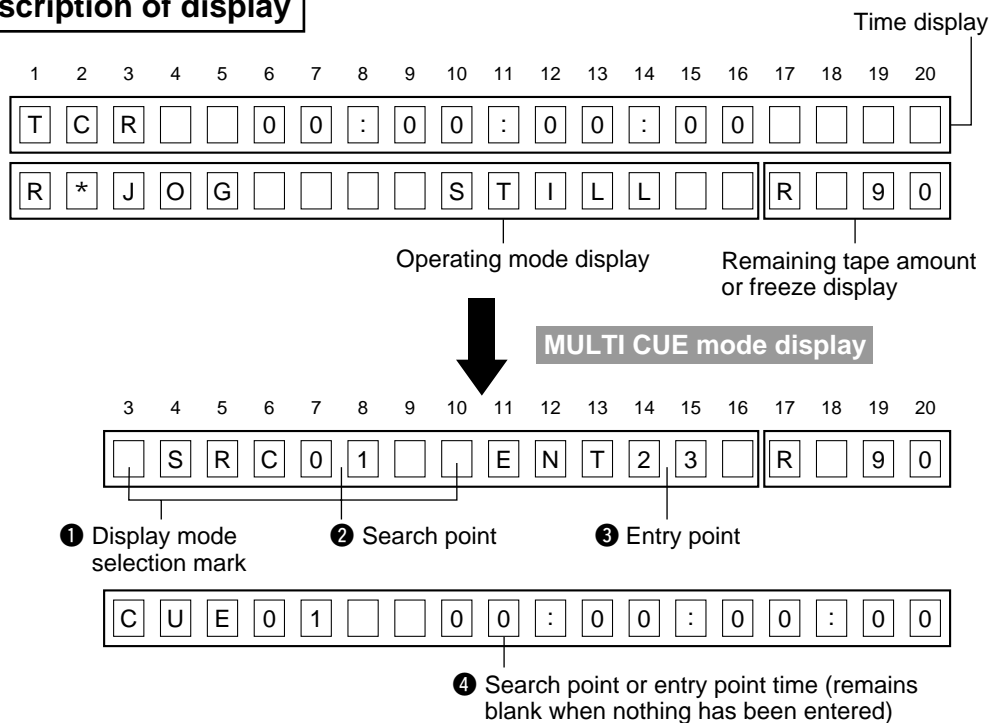 scription of display
Time display
1 2 3 4 5 6 7 8 9 10 11 12 13 14 15 16 17 18 19 20
T C R 0 0 : 0 0 : 0 0 : 0 0
R * J O G S T I L L R 9 0
Operating mode display
Remaining tape amount
or freeze display
MULTI CUE mode display
3 4 5 6 7 8 9 10 11 12 13 14 15 16 17 18 19 20
S R C 0 1 E N T 2 3 R 9 0
❶ Display mode
selection mark
❷ Search point
❸ Entry point
C U E 0 1 0 0 : 0 0 : 0 0 : 0 0
❹ Search point or entry point time (remains
blank when nothing has been entered)